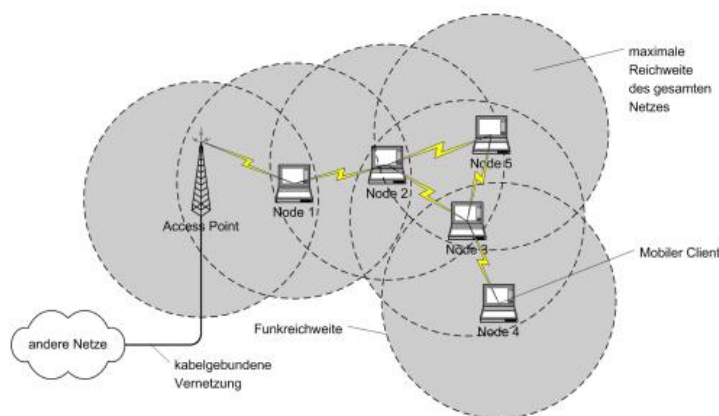 maximale
Reichweite
des gesamten
Netzes
Node 5
Node 2
Node 1
Access Point
Node 3
Mobiler Client
Node 4
Funkreichweite
andere Netze
kabelgebundene
Vernetzung